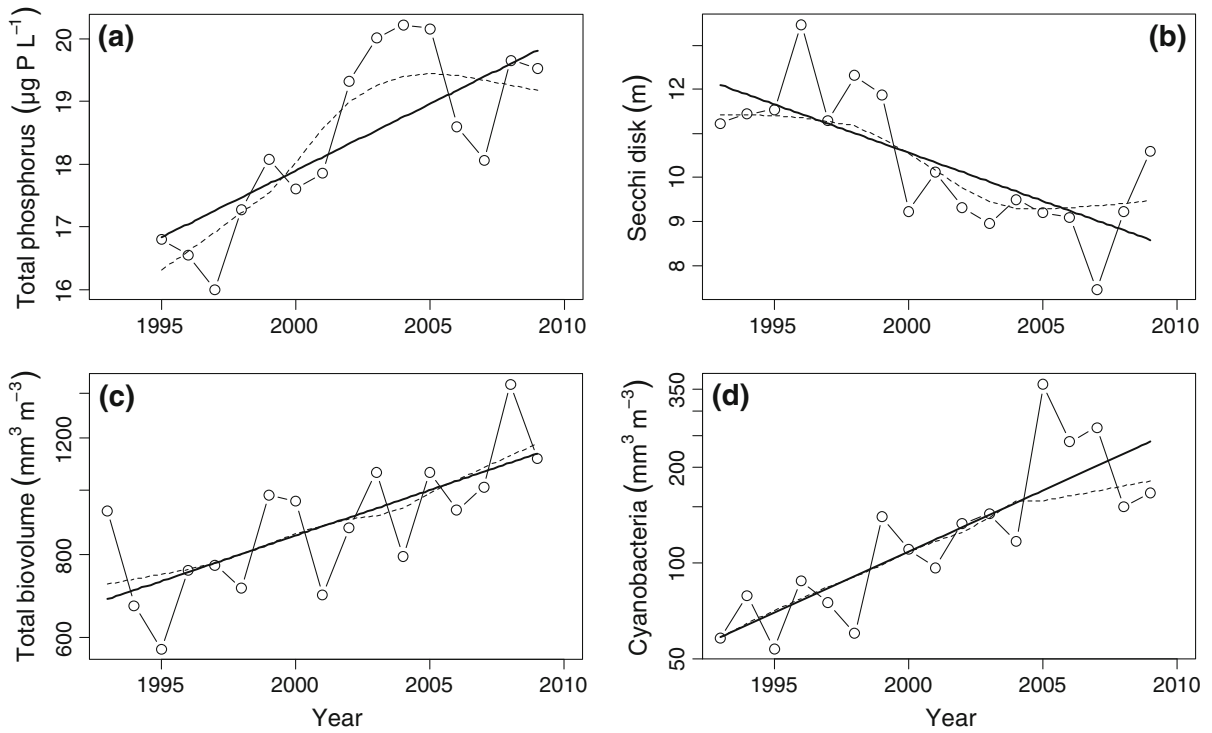 (a)
Total phosphorus (µg P L⁻¹)
20
19
18
17
16
1995 2000 2005 2010
(b)
Secchi disk (m)
12
10
9
8
1995 2000 2005 2010
(c)
Total biovolume (mm³ m⁻³)
1200
800
600
1995 2000 2005 2010
Year
(d)
Cyanobacteria (mm³ m⁻³)
350
200
100
50
1995 2000 2005 2010
Year